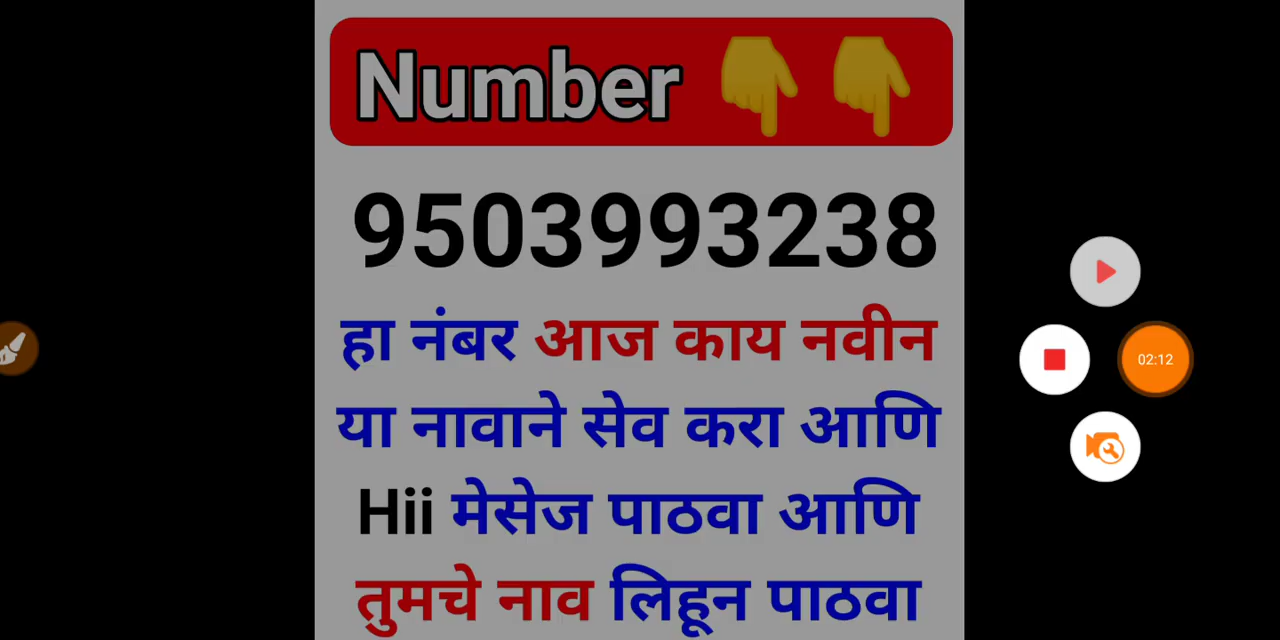 Number 👇👇
9503993238
हा नंबर आज काय नवीन
या नावाने सेव करा आणि
Hii मेसेज पाठवा आणि
तुमचे नाव लिहून पाठवा
02:12